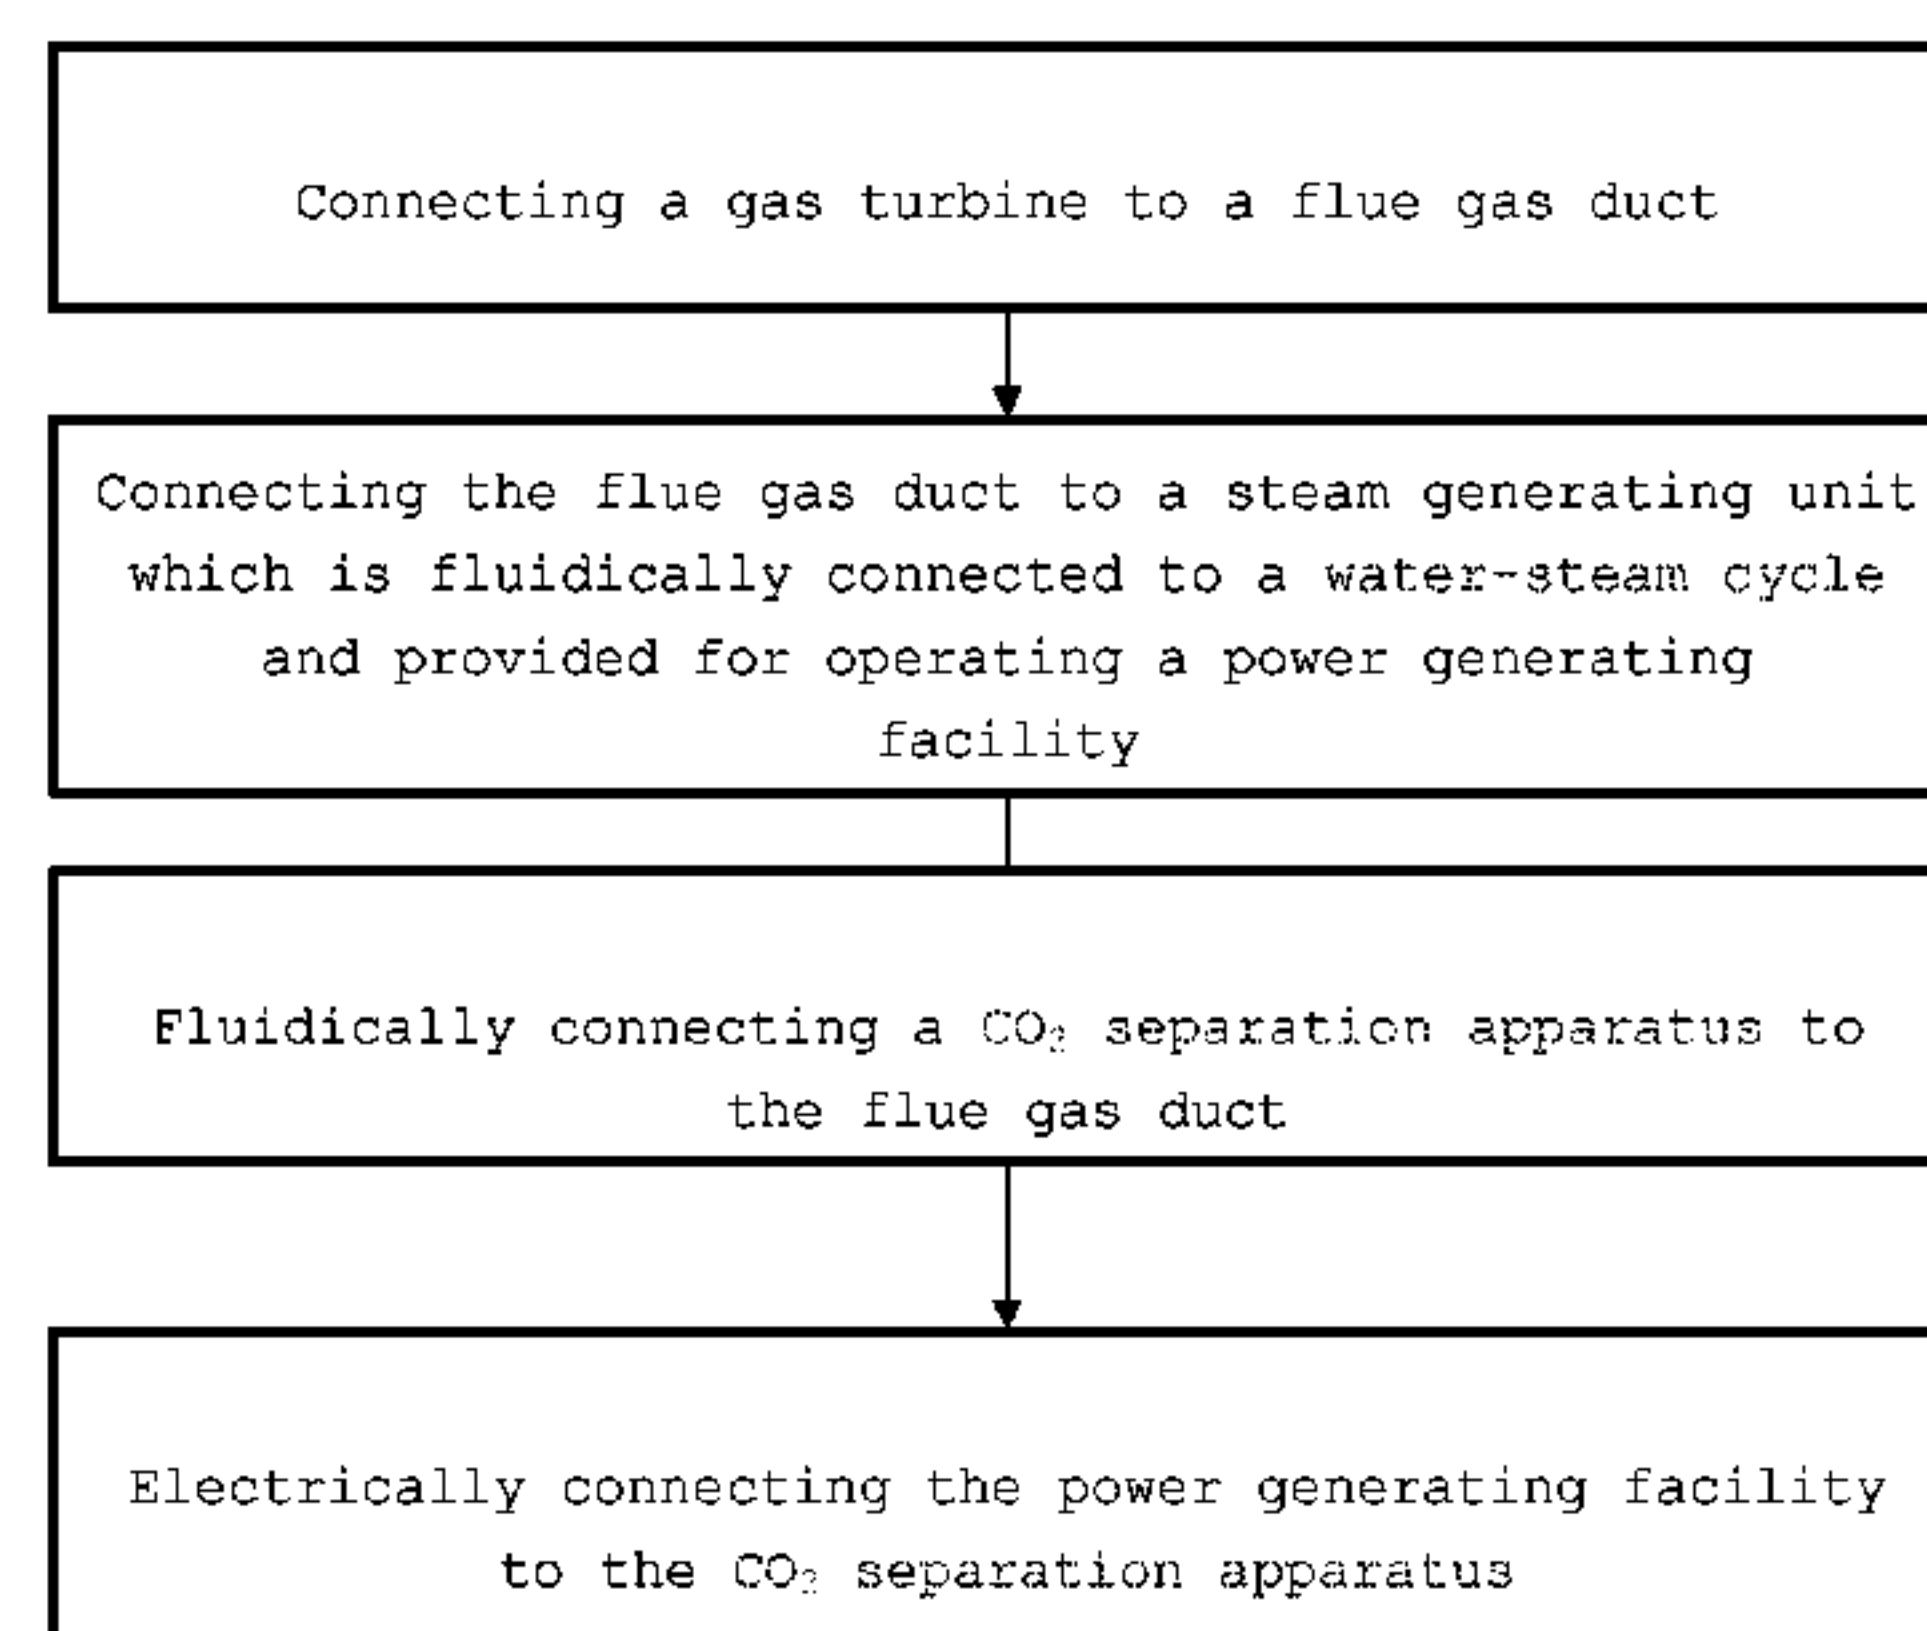 Connecting a gas turbine to a flue gas duct
Connecting the flue gas duct to a steam generating unit
which is fluidically connected to a water-steam cycle
and provided for operating a power generating
facility
Fluidically connecting a CO₂ separation apparatus to
the flue gas duct
Electrically connecting the power generating facility
to the CO₂ separation apparatus